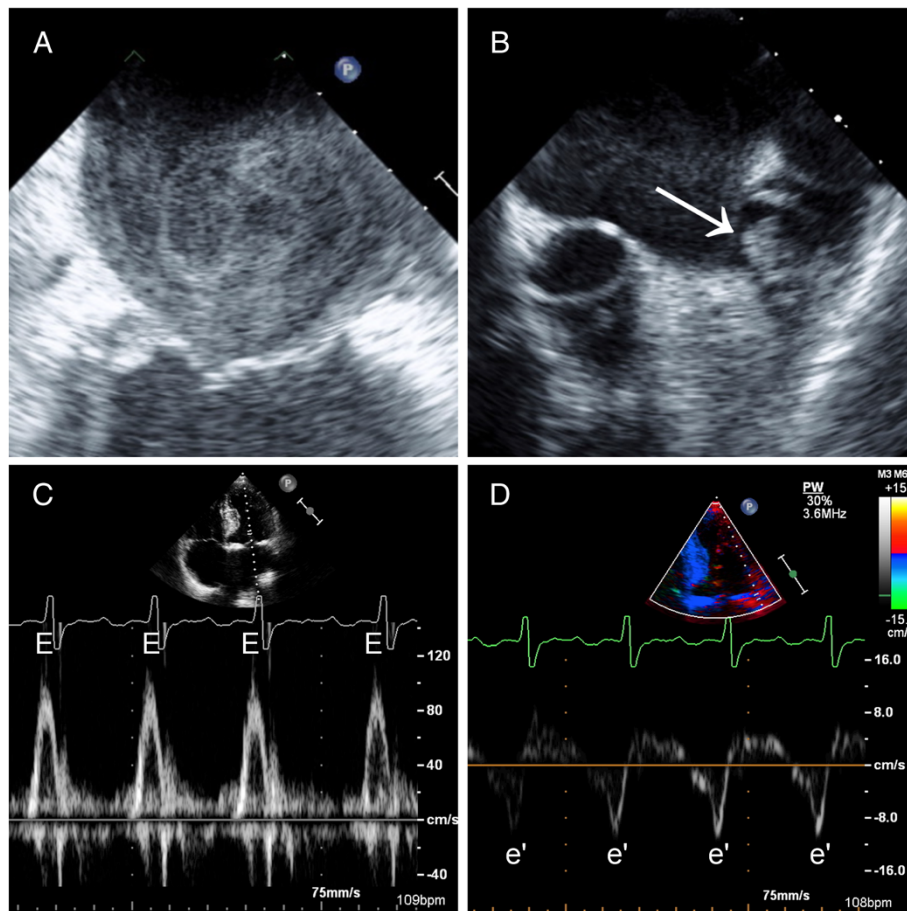 A
P
B
C
P
E E E E
120
80
40
cm/s
-40
75mm/s
109bpm
D
PW
30%
3.6MHz
P
M3 M6
+15
-15.
cm/
16.0
8.0
cm/s
-8.0
-16.0
e' e' e' e'
75mm/s
108bpm